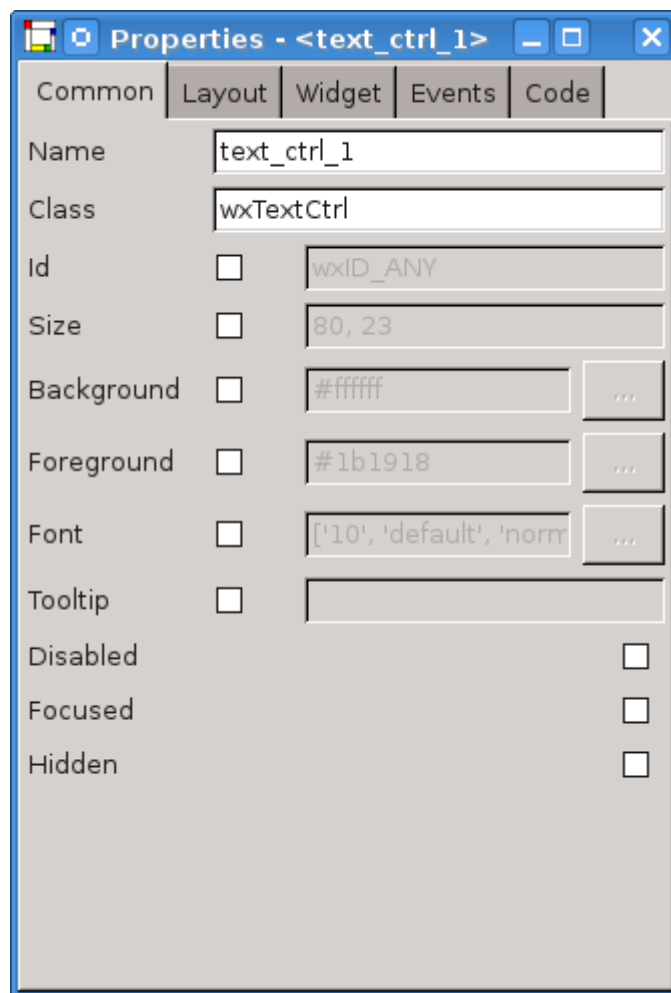 Properties - <text_ctrl_1>
Common Layout Widget Events Code
Name text_ctrl_1
Class wxTextCtrl
Id wxID_ANY
Size 80, 23
Background #ffffff ...
Foreground #1b1918 ...
Font ['10', 'default', 'norm ...
Tooltip
Disabled
Focused
Hidden